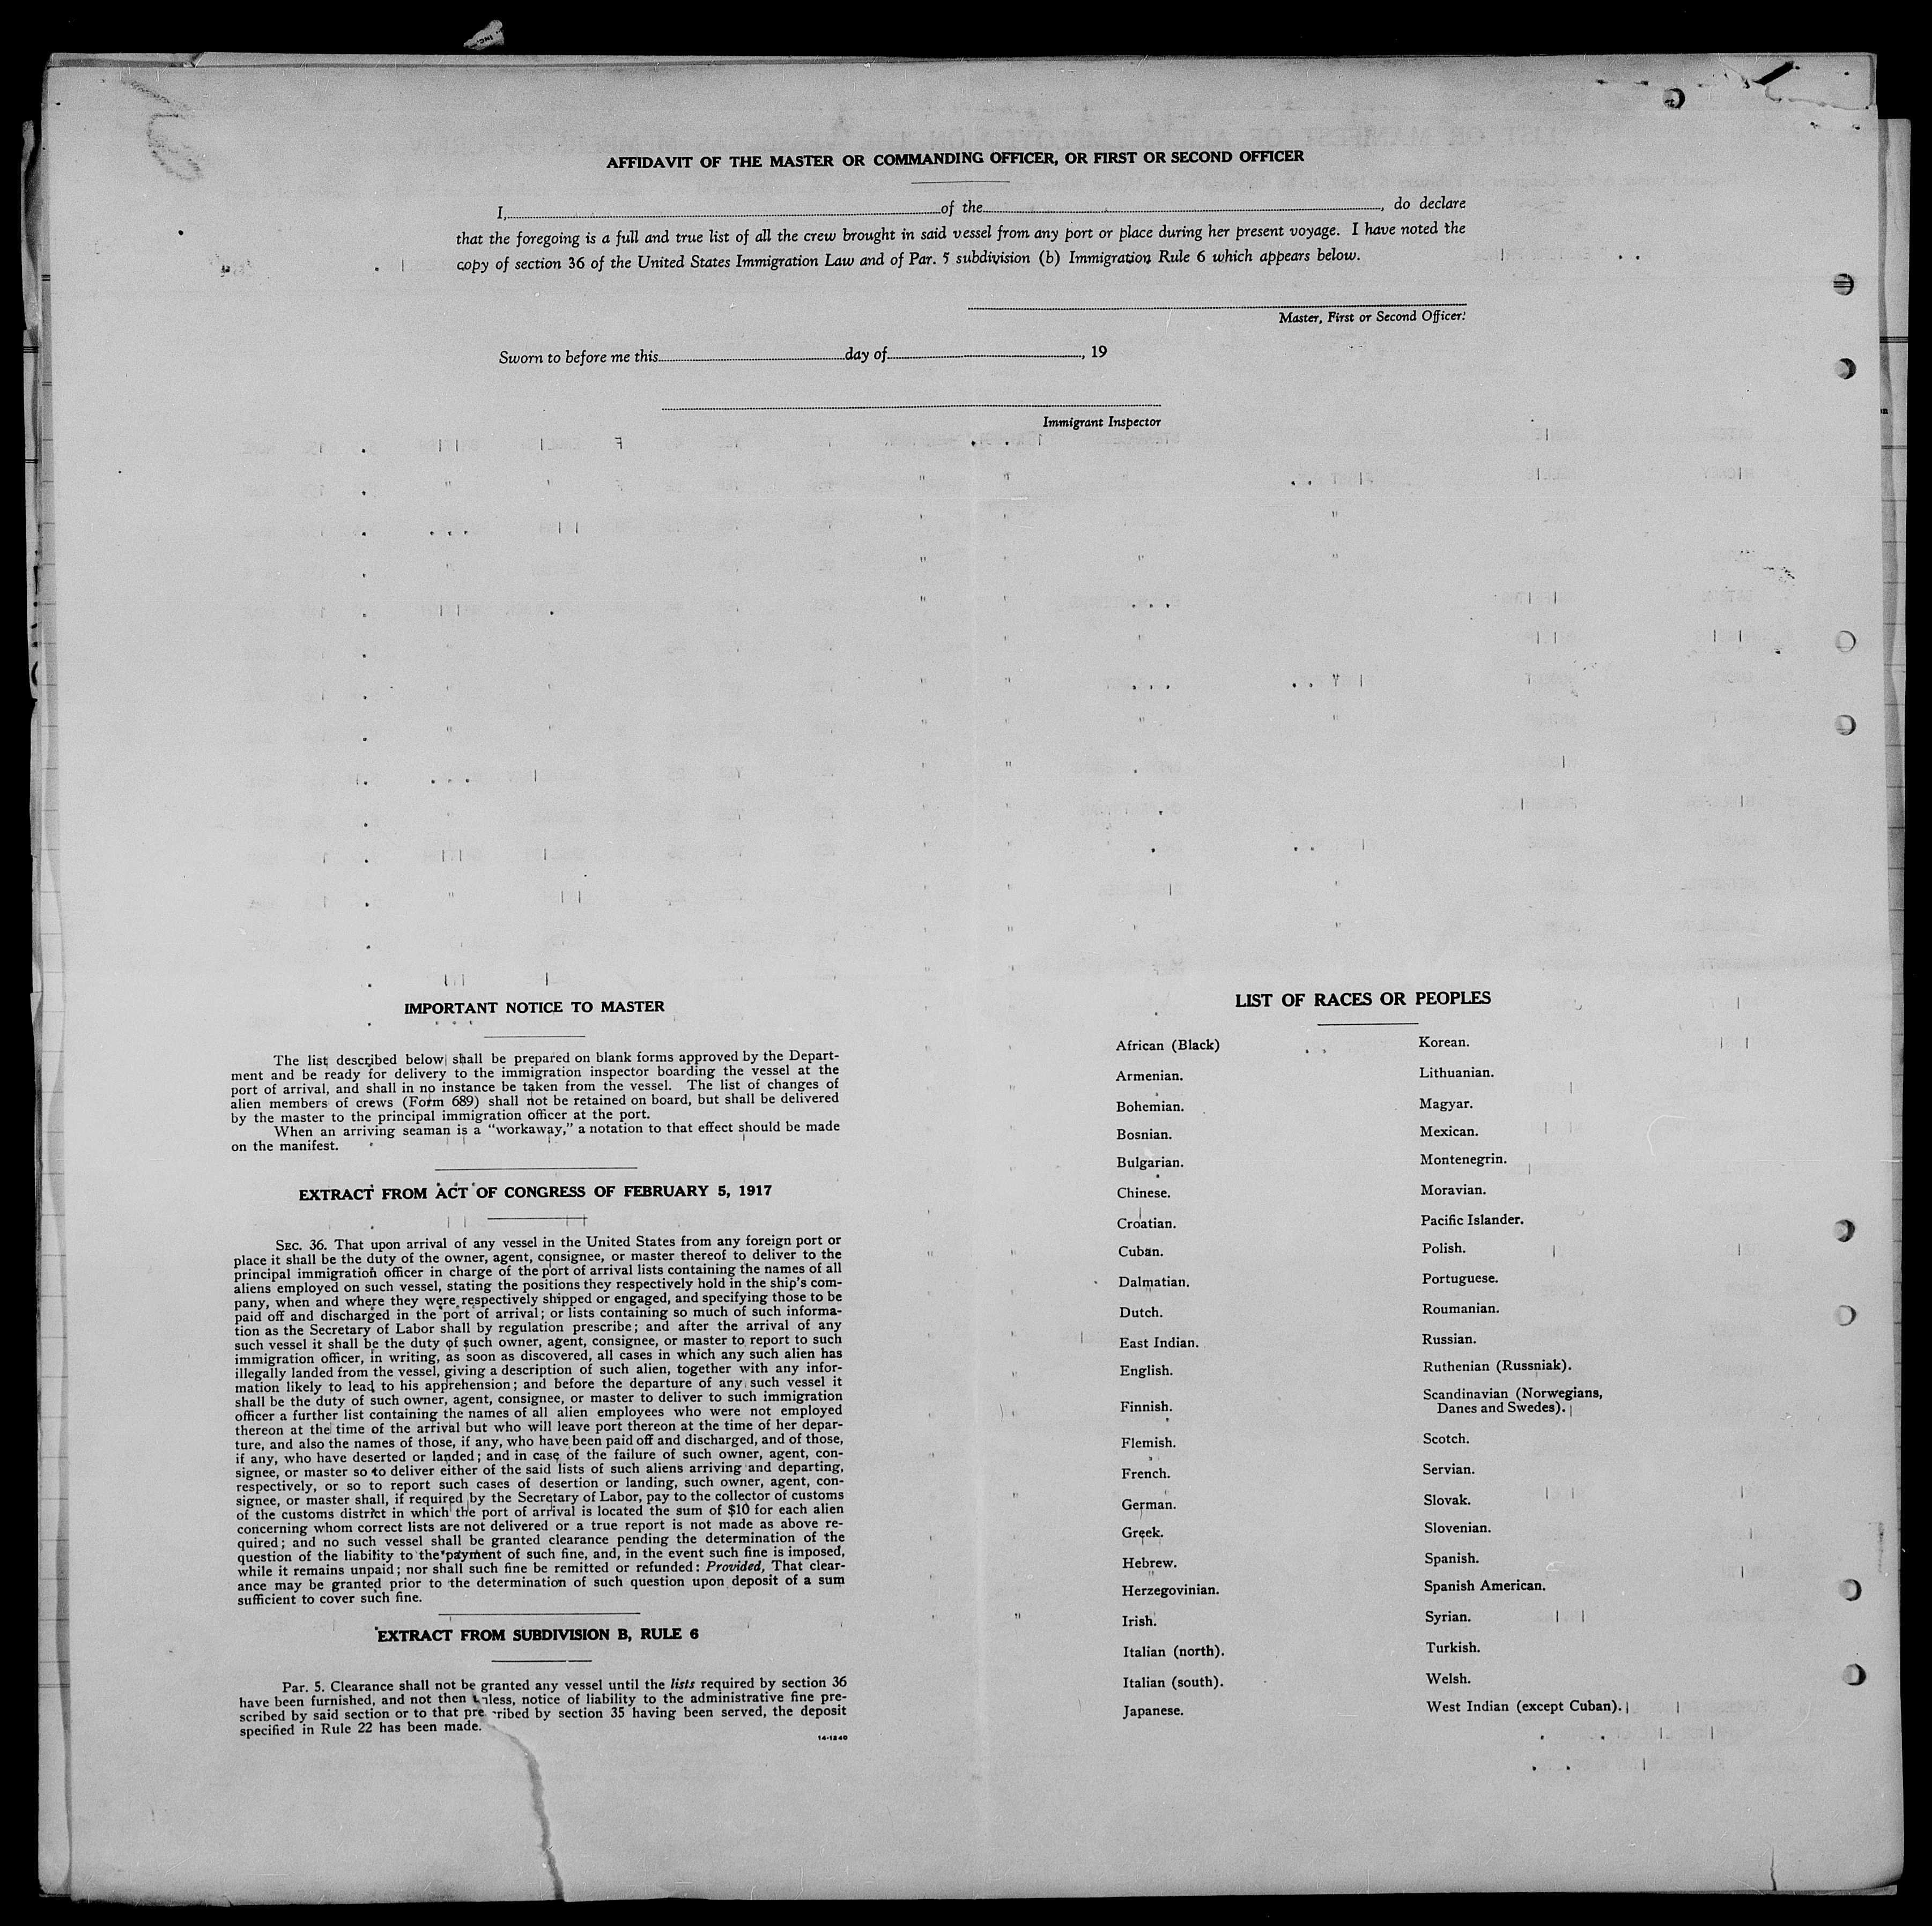 AFFIDAVIT OF THE MASTER OR COMMANDING OFFICER, OR FIRST OR SECOND OFFICER
I, of the , do declare
that the foregoing is a full and true list of all the crew brought in said vessel from any port or place during her present voyage. I have noted the
copy of section 36 of the United States Immigration Law and of Par. 5 subdivision (b) Immigration Rule 6 which appears below.
Master, First or Second Officer.
Sworn to before me this day of , 19
Immigrant Inspector
IMPORTANT NOTICE TO MASTER
The list described below shall be prepared on blank forms approved by the Depart-
ment and be ready for delivery to the immigration inspector boarding the vessel at the
port of arrival, and shall in no instance be taken from the vessel. The list of changes of
alien members of crews (Form 689) shall not be retained on board, but shall be delivered
by the master to the principal immigration officer at the port.
When an arriving seaman is a "workaway," a notation to that effect should be made
on the manifest.
EXTRACT FROM ACT OF CONGRESS OF FEBRUARY 5, 1917
SEC. 36. That upon arrival of any vessel in the United States from any foreign port or
place it shall be the duty of the owner, agent, consignee, or master thereof to deliver to the
principal immigration officer in charge of the port of arrival lists containing the names of all
aliens employed on such vessel, stating the positions they respectively hold in the ship's com-
pany, when and where they were respectively shipped or engaged, and specifying those to be
paid off and discharged in the port of arrival; or lists containing so much of such informa-
tion as the Secretary of Labor shall by regulation prescribe; and after the arrival of any
such vessel it shall be the duty of such owner, agent, consignee, or master to report to such
immigration officer, in writing, as soon as discovered, all cases in which any such alien has
illegally landed from the vessel, giving a description of such alien, together with any infor-
mation likely to lead to his apprehension; and before the departure of any such vessel it
shall be the duty of such owner, agent, consignee, or master to deliver to such immigration
officer a further list containing the names of all alien employees who were not employed
thereon at the time of the arrival but who will leave port thereon at the time of her depar-
ture, and also the names of those, if any, who have been paid off and discharged, and of those,
if any, who have deserted or landed; and in case of the failure of such owner, agent, con-
signee, or master so to deliver either of the said lists of such aliens arriving and departing,
respectively, or so to report such cases of desertion or landing, such owner, agent, con-
signee, or master shall, if required by the Secretary of Labor, pay to the collector of customs
of the customs district in which the port of arrival is located the sum of $10 for each alien
concerning whom correct lists are not delivered or a true report is not made as above re-
quired; and no such vessel shall be granted clearance pending the determination of the
question of the liability to the payment of such fine, and, in the event such fine is imposed,
while it remains unpaid; nor shall such fine be remitted or refunded: Provided, That clear-
ance may be granted prior to the determination of such question upon deposit of a sum
sufficient to cover such fine.
EXTRACT FROM SUBDIVISION B, RULE 6
Par. 5. Clearance shall not be granted any vessel until the lists required by section 36
have been furnished, and not then unless, notice of liability to the administrative fine pre-
scribed by said section or to that prescribed by section 35 having been served, the deposit
specified in Rule 22 has been made.
14-1240
LIST OF RACES OR PEOPLES
African (Black)
Armenian.
Bohemian.
Bosnian.
Bulgarian.
Chinese.
Croatian.
Cuban.
Dalmatian.
Dutch.
East Indian.
English.
Finnish.
Flemish.
French.
German.
Greek.
Hebrew.
Herzegovinian.
Irish.
Italian (north).
Italian (south).
Japanese.
Korean.
Lithuanian.
Magyar.
Mexican.
Montenegrin.
Moravian.
Pacific Islander.
Polish.
Portuguese.
Roumanian.
Russian.
Ruthenian (Russniak).
Scandinavian (Norwegians,
Danes and Swedes).
Scotch.
Servian.
Slovak.
Slovenian.
Spanish.
Spanish American.
Syrian.
Turkish.
Welsh.
West Indian (except Cuban).